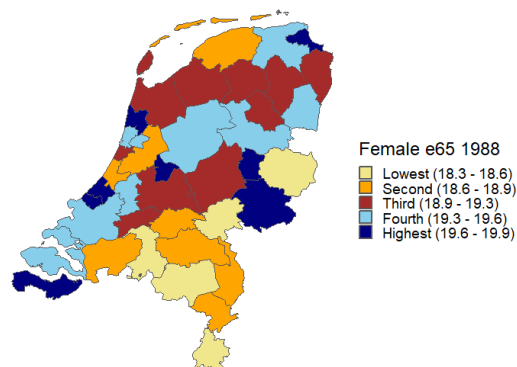 Female e65 1988
Lowest (18.3 - 18.6)
Second (18.6 - 18.9)
Third (18.9 - 19.3)
Fourth (19.3 - 19.6)
Highest (19.6 - 19.9)